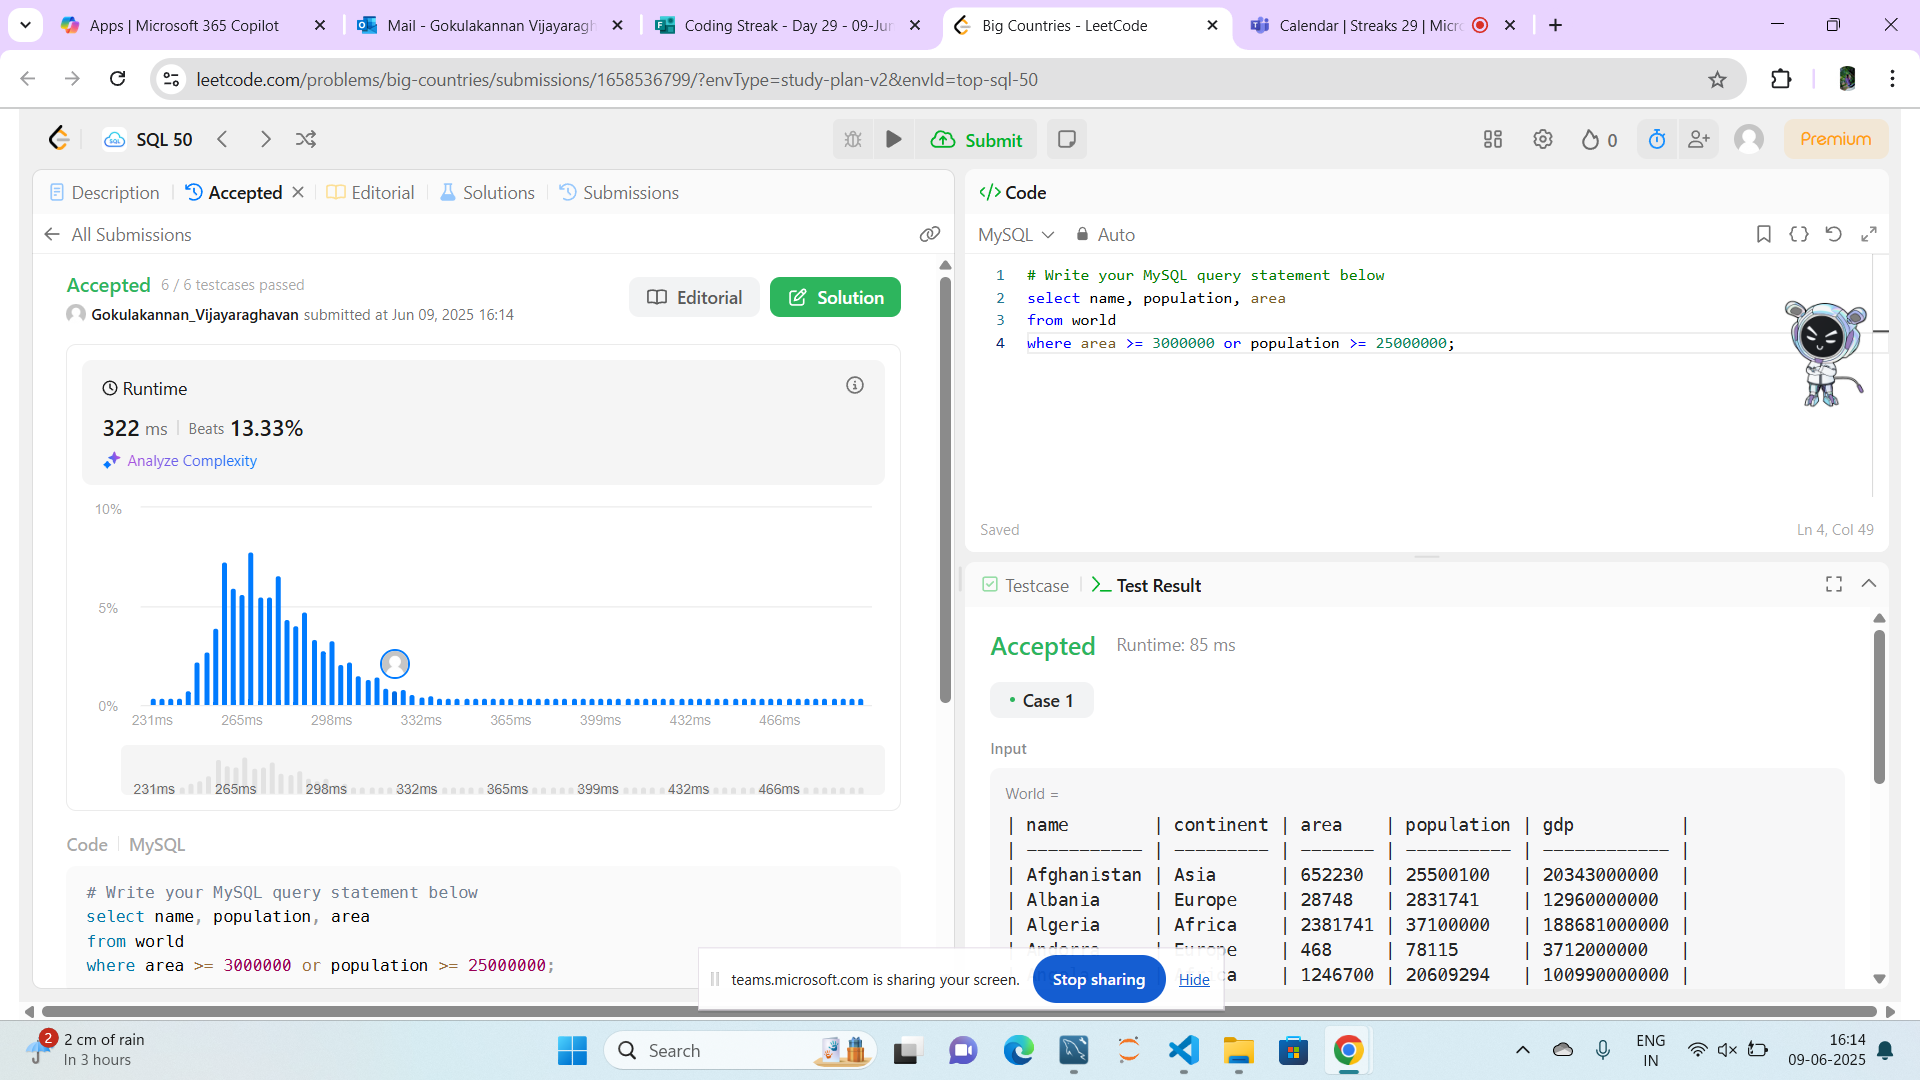 Apps | Microsoft 365 Copilot
Mail - Gokulakannan Vijayaragh
Coding Streak - Day 29 - 09-Jun
Big Countries - LeetCode
Calendar | Streaks 29 | Micro
leetcode.com/problems/big-countries/submissions/1658536799/?envType=study-plan-v2&envId=top-sql-50
SQL 50
Submit
0
Premium
Description
Accepted
Editorial
Solutions
Submissions
All Submissions
Accepted 6 / 6 testcases passed
Gokulakannan_Vijayaraghavan submitted at Jun 09, 2025 16:14
Editorial
Solution
Runtime
322 ms Beats 13.33%
Analyze Complexity
10%
5%
0%
231ms 265ms 298ms 332ms 365ms 399ms 432ms 466ms
231ms 265ms 298ms 332ms 365ms 399ms 432ms 466ms
Code MySQL
# Write your MySQL query statement below
select name, population, area
from world
where area >= 3000000 or population >= 25000000;
</> Code
MySQL Auto
1 # Write your MySQL query statement below
2 select name, population, area
3 from world
4 where area >= 3000000 or population >= 25000000;
Saved
Ln 4, Col 49
Testcase
Test Result
Accepted Runtime: 85 ms
Case 1
Input
World =
| name | continent | area | population | gdp |
| ----------- | --------- | ------- | ---------- | ------------ |
| Afghanistan | Asia | 652230 | 25500100 | 20343000000 |
| Albania | Europe | 28748 | 2831741 | 12960000000 |
| Algeria | Africa | 2381741 | 37100000 | 188681000000 |
| Andorra | Europe | 468 | 78115 | 3712000000 |
| 1246700 | 20609294 | 100990000000 |
teams.microsoft.com is sharing your screen.
Stop sharing
Hide
2
2 cm of rain
In 3 hours
Search
ENG
IN
16:14
09-06-2025